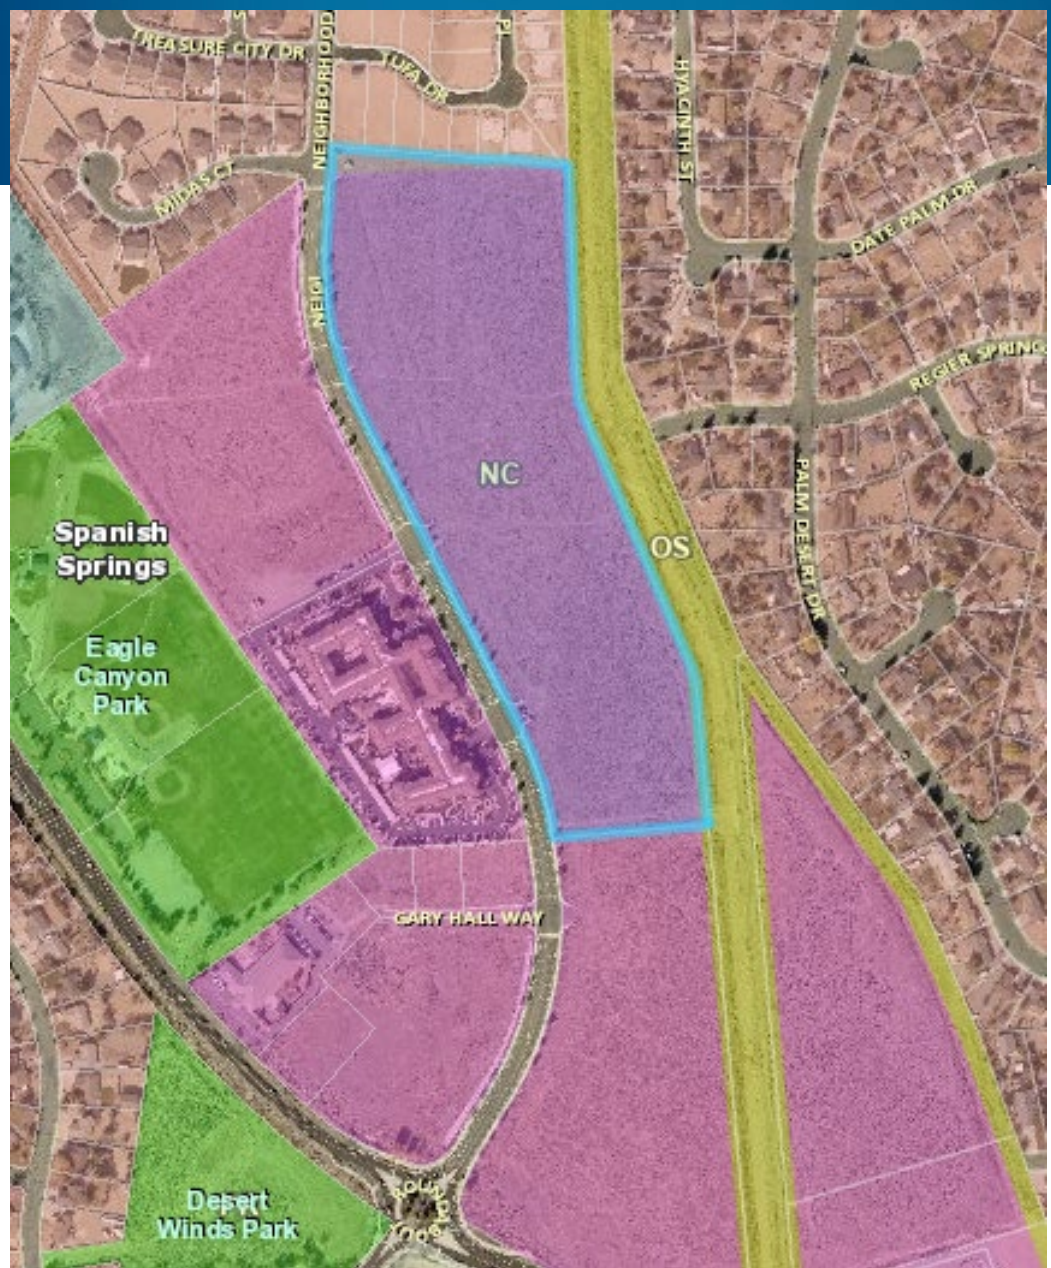 TREASURE CITY DR
S
NEIGHBORHOOD
TUFA DR
PL
HYACINTH ST
MIDAS CT
DATE PALM DR
NEIGI
REGIER SPRING
NC
PALM DESERT DR
Spanish
Springs
OS
Eagle
Canyon
Park
GARY HALL WAY
Desert
Winds Park